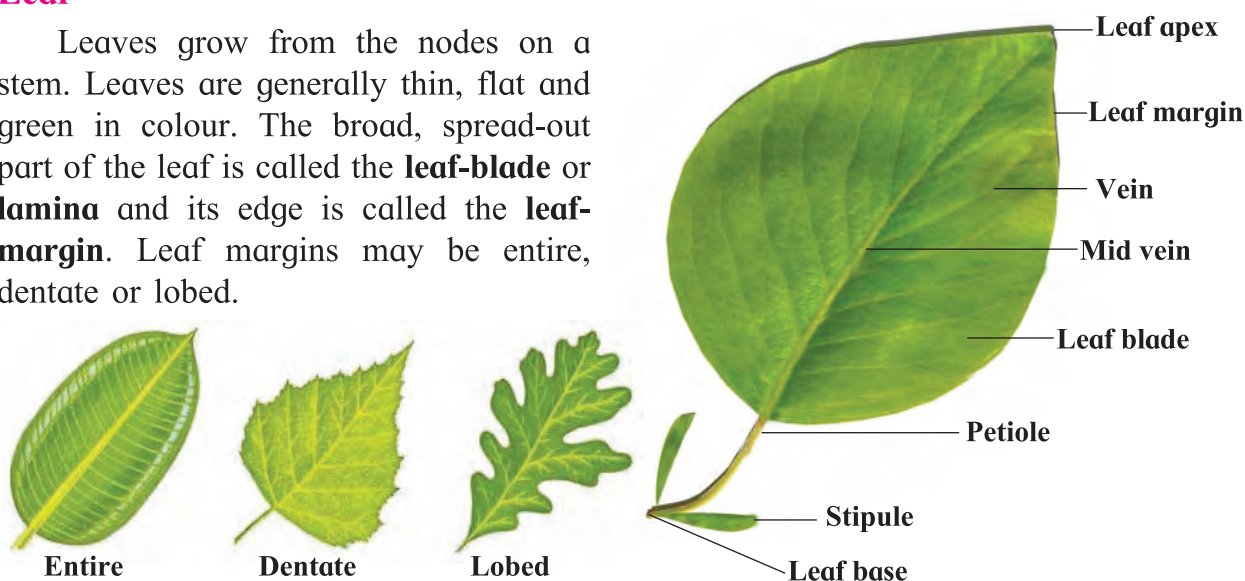 Leaf
Leaves grow from the nodes on a
stem. Leaves are generally thin, flat and
green in colour. The broad, spread-out
part of the leaf is called the leaf-blade or
lamina and its edge is called the leaf-
margin. Leaf margins may be entire,
dentate or lobed.
Entire
Dentate
Lobed
Leaf apex
Leaf margin
Vein
Mid vein
Leaf blade
Petiole
Stipule
Leaf base